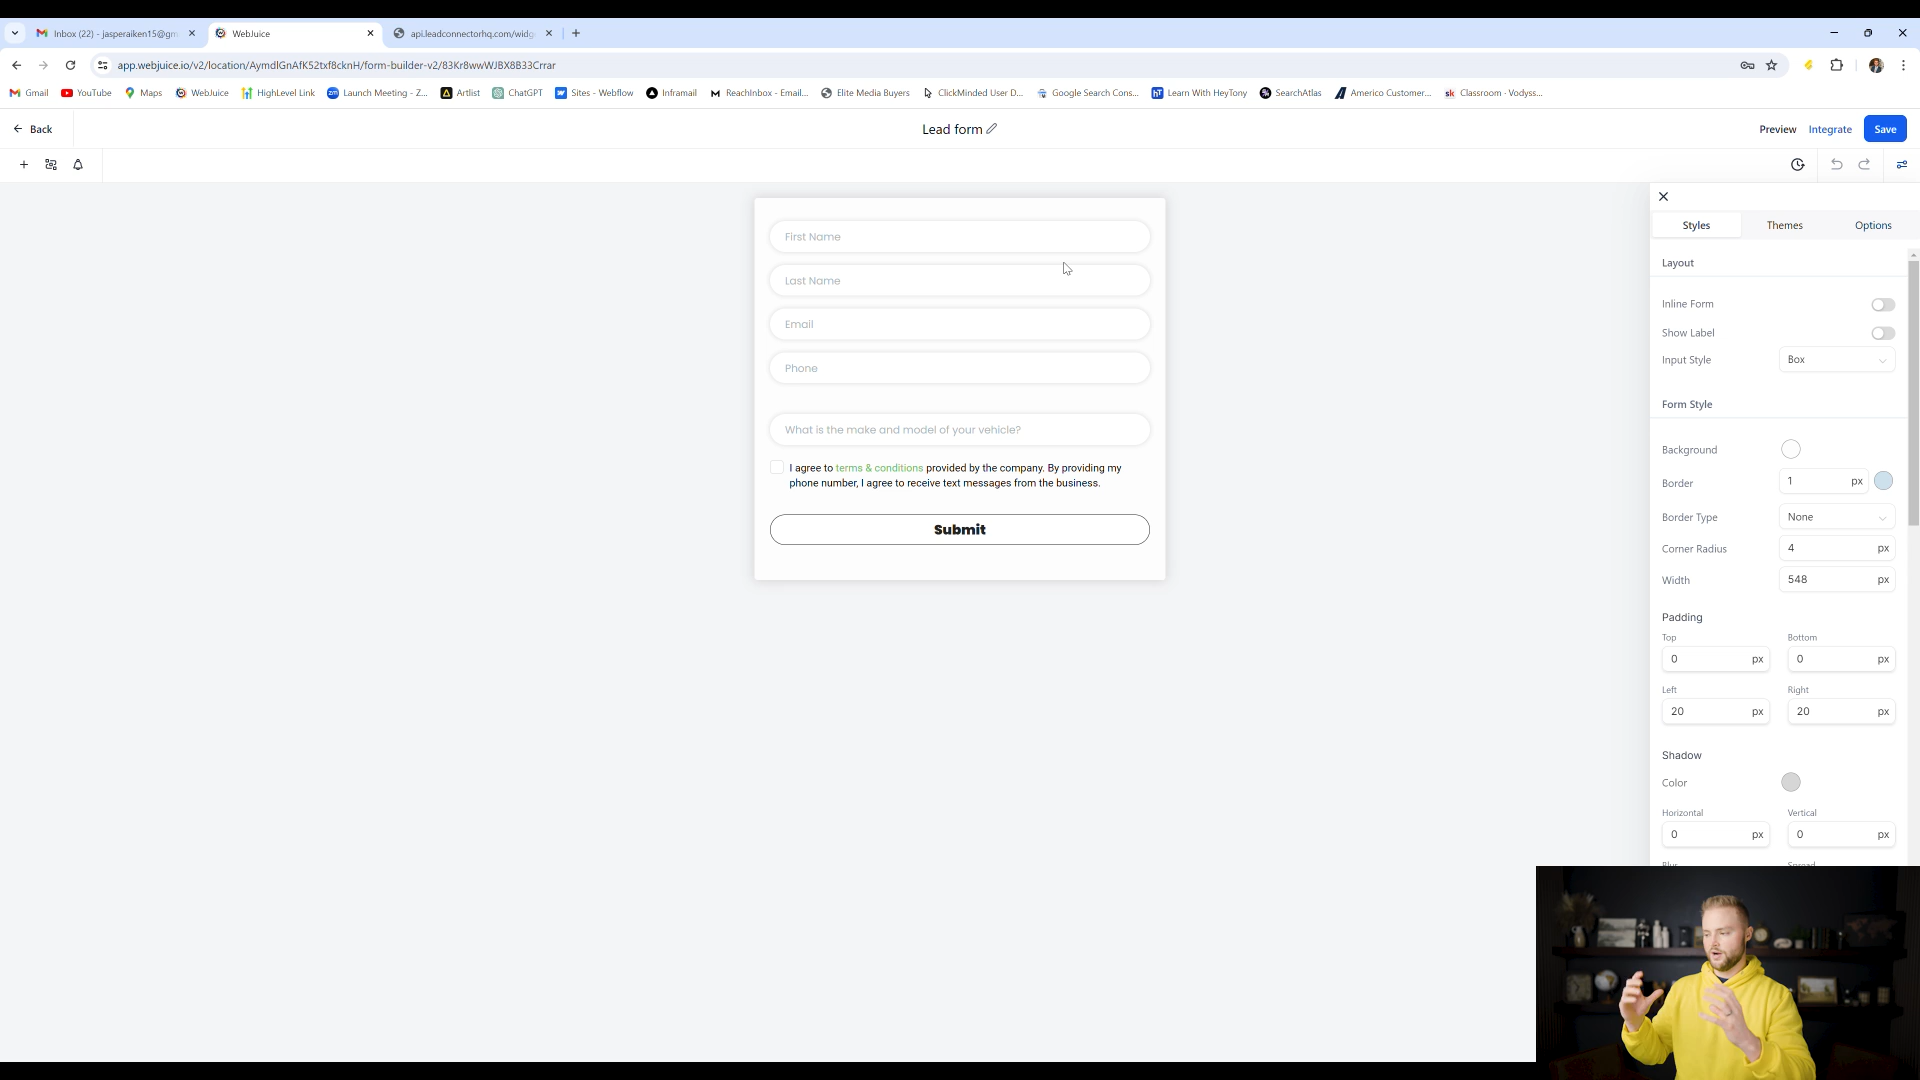 Inbox (22) - jasperaiken15@gm
WebJuice
api.leadconnectorhq.com/widg
app.webjuice.io/v2/location/AymdlGnAfK52txf8cknH/form-builder-v2/83Kr8wwWJBX8B33Crrar
Gmail
YouTube
Maps
WebJuice
HighLevel Link
Launch Meeting - Z...
Artlist
ChatGPT
Sites - Webflow
Inframail
ReachInbox - Email...
Elite Media Buyers
ClickMinded User D...
Google Search Cons...
Learn With HeyTony
SearchAtlas
Americo Customer...
Classroom - Vodyss...
Back
Lead form
Preview
Integrate
Save
First Name
Last Name
Email
Phone
What is the make and model of your vehicle?
I agree to terms & conditions provided by the company. By providing my
phone number, I agree to receive text messages from the business.
Submit
Styles
Themes
Options
Layout
Inline Form
Show Label
Input Style
Box
Form Style
Background
Border
1 px
Border Type
None
Corner Radius
4 px
Width
548 px
Padding
Top
Bottom
0 px
0 px
Left
Right
20 px
20 px
Shadow
Color
Horizontal
Vertical
0 px
0 px